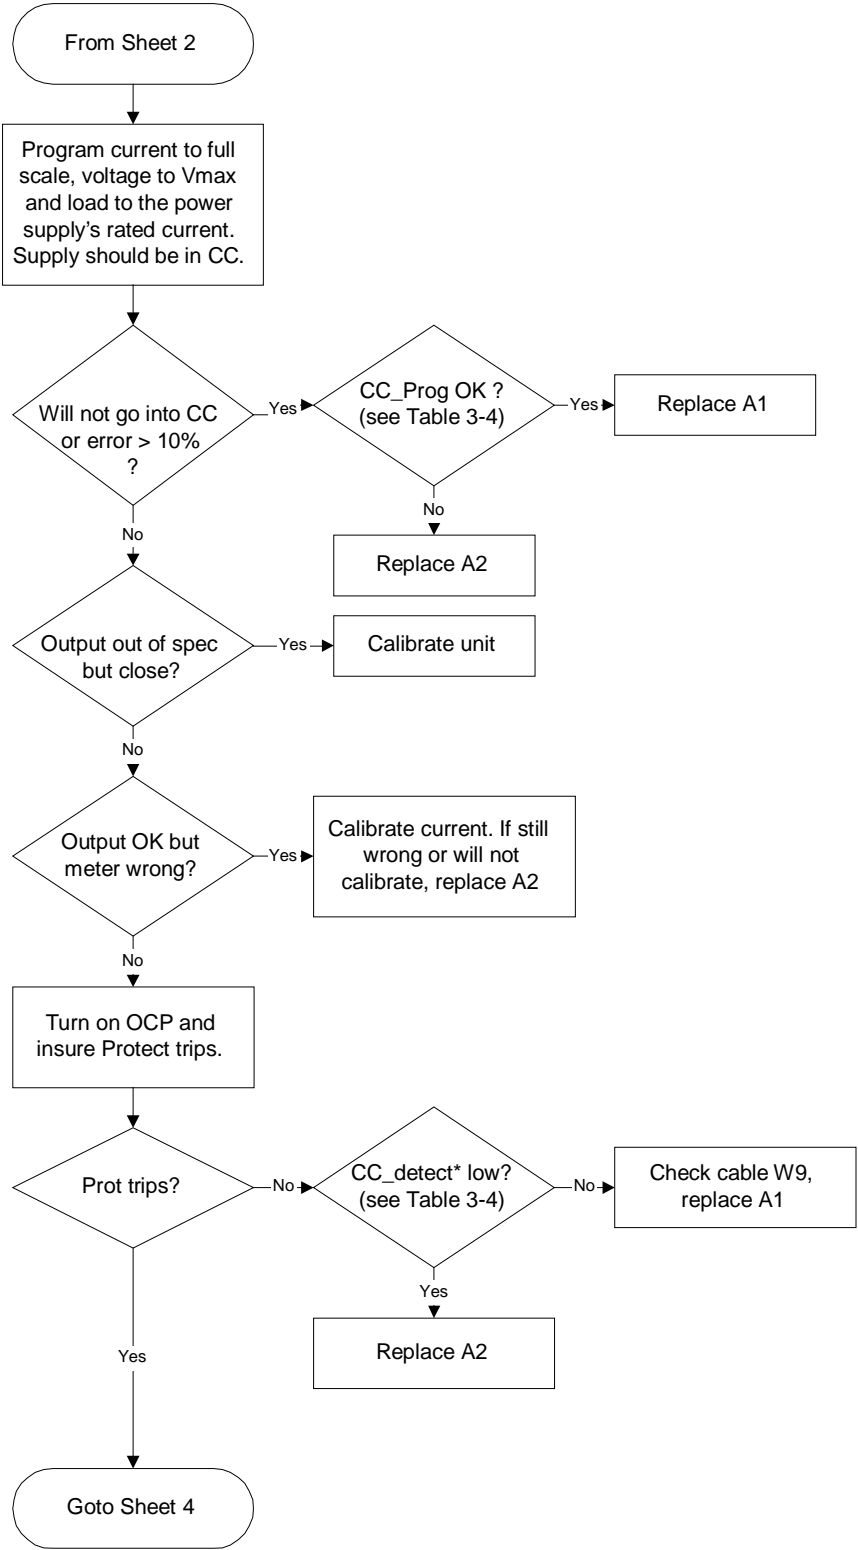 From Sheet 2
Program current to full
scale, voltage to Vmax
and load to the power
supply's rated current.
Supply should be in CC.
Will not go into CC
or error > 10%
?
Yes
CC_Prog OK ?
(see Table 3-4)
Yes
Replace A1
No
Replace A2
No
Output out of spec
but close?
Yes
Calibrate unit
No
Output OK but
meter wrong?
Yes
Calibrate current. If still
wrong or will not
calibrate, replace A2
No
Turn on OCP and
insure Protect trips.
Prot trips?
No
CC_detect* low?
(see Table 3-4)
No
Check cable W9,
replace A1
Yes
Replace A2
Yes
Goto Sheet 4